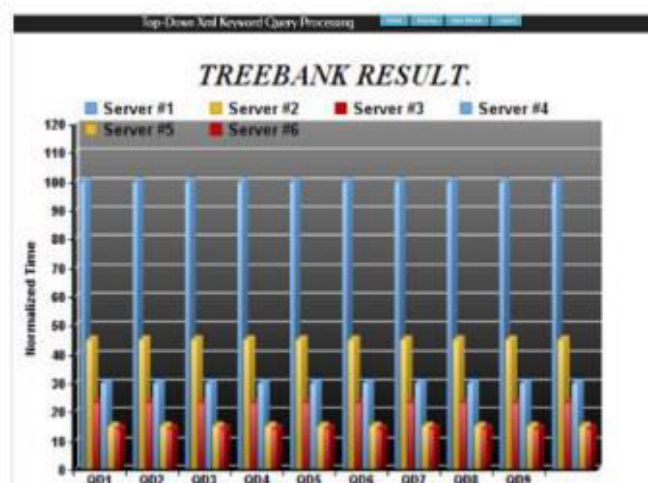 Top-Down Xml Keyword Query Processing
TREEBANK RESULT.
Server #1 Server #2 Server #3 Server #4
Server #5 Server #6
120
110
100
90
80
70
60
50
40
30
20
10
0
Normalized Time
QD1 QD2 QD3 QD4 QD5 QD6 QD7 QD8 QD9